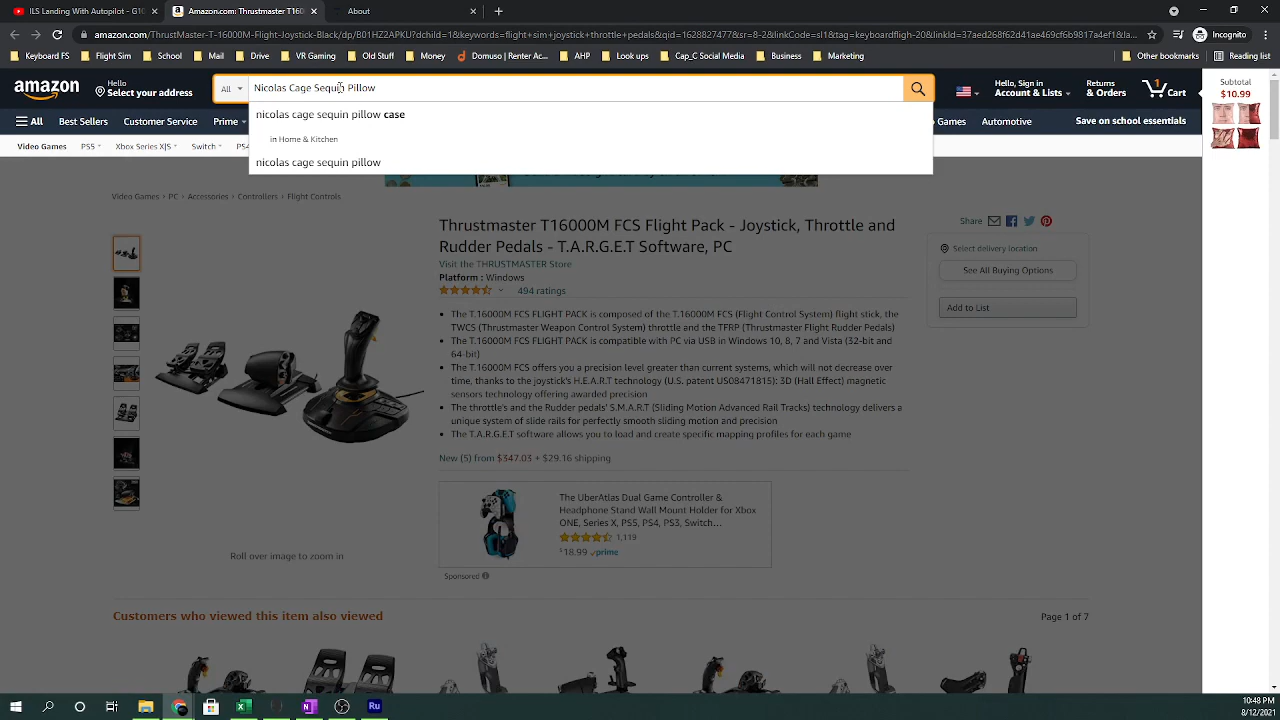 ILS Landing With Autopilot - G10
Amazon.com: Thrustmaster T160
About
amazon.com/ThrustMaster-T-16000M-Flight-Joystick-Black/dp/B01HZ2APKU?dchild=1&keywords=flight+sim+joystick+throttle+pedals&qid=1628827477&sr=8-2&linkCode=sl1&tag=keyboardfligh-20&
Incognito
Update
YouTube
Flight Sim
School
VR Games
Old Stuff
Money
Domuso | Renter Ac...
AHP
Look ups
Cap_C Social Media
Business
Marketing
Reading list
amazon
Hello
Select your address
All
Nicolas Cage Sequin Pillow
Hello, Sign in
Account & Lists
Returns
& Orders
1
Cart
Subtotal
$10.99
nicolas cage sequin pillow case
in Home & Kitchen
nicolas cage sequin pillow
All
Best Sellers
Customer Service
Prime
Amazon Home
Today's Deals
Save on school essentials
Video Games
PS5
Xbox Series X|S
Switch
PS4
Video Games › PC › Accessories › Controllers › Flight Controls
Thrustmaster T16000M FCS Flight Pack - Joystick, Throttle and
Rudder Pedals - T.A.R.G.E.T Software, PC
Visit the THRUSTMASTER Store
Platform : Windows
494 ratings
The T.16000M FCS FLIGHT PACK is composed of the T.16000M FCS (Flight Control System) flight stick, the
TWCS (Thrustmaster Weapon Control System) throttle and the TFRP (Thrustmaster Flight Rudder Pedals)
The T.16000M FCS FLIGHT PACK is compatible with PC via USB in Windows 10, 8, 7 and Vista (32-bit and
64-bit)
The T.16000M FCS offers you a precision level greater than current systems, which will not decrease over
time, thanks to the joystick's H.E.A.R.T technology (U.S. patent US08471815): 3D (Hall Effect) magnetic
sensors technology offering awarded precision
The throttle's and the Rudder pedals' S.M.A.R.T (Sliding Motion Advanced Rail Tracks) technology delivers a
unique system of slide rails for perfectly smooth sliding motion and precision
The T.A.R.G.E.T software allows you to load and create specific mapping profiles for each game
New (5) from $347.03 + $29.16 shipping
Share
Select delivery location
See All Buying Options
Add to List
The UberAtlas Dual Game Controller &
Headphone Stand Wall Mount Holder for Xbox
ONE, Series X, PS5, PS4, PS3, Switch...
1,119
$18.99 prime
Sponsored
Roll over image to zoom in
Customers who viewed this item also viewed
Page 1 of 7
Ru
10:48 PM
8/12/2021